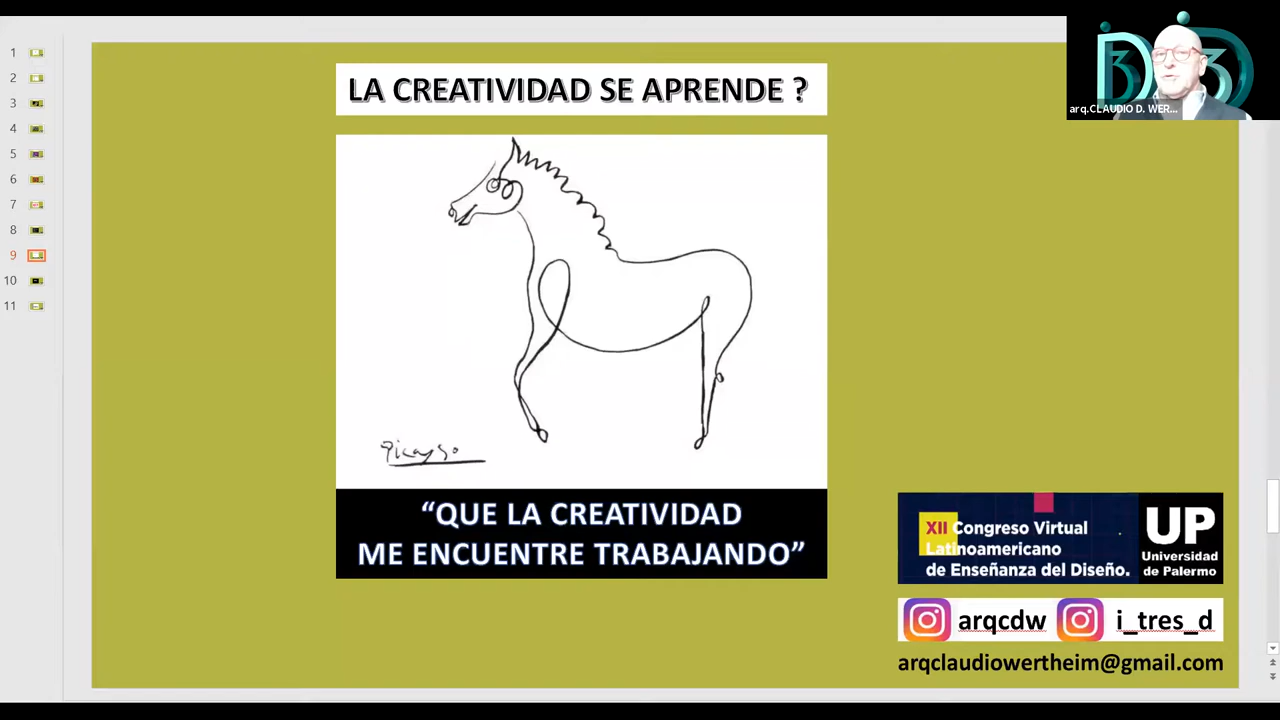 1
2
3
4
5
6
7
8
9
10
11
LA CREATIVIDAD SE APRENDE ?
Picasso
“QUE LA CREATIVIDAD
ME ENCUENTRE TRABAJANDO”
arq.CLAUDIO D. WER...
XII Congreso Virtual
Latinoamericano
de Enseñanza del Diseño.
UP
Universidad
de Palermo
arqcdw
i_tres_d
arqclaudiowertheim@gmail.com